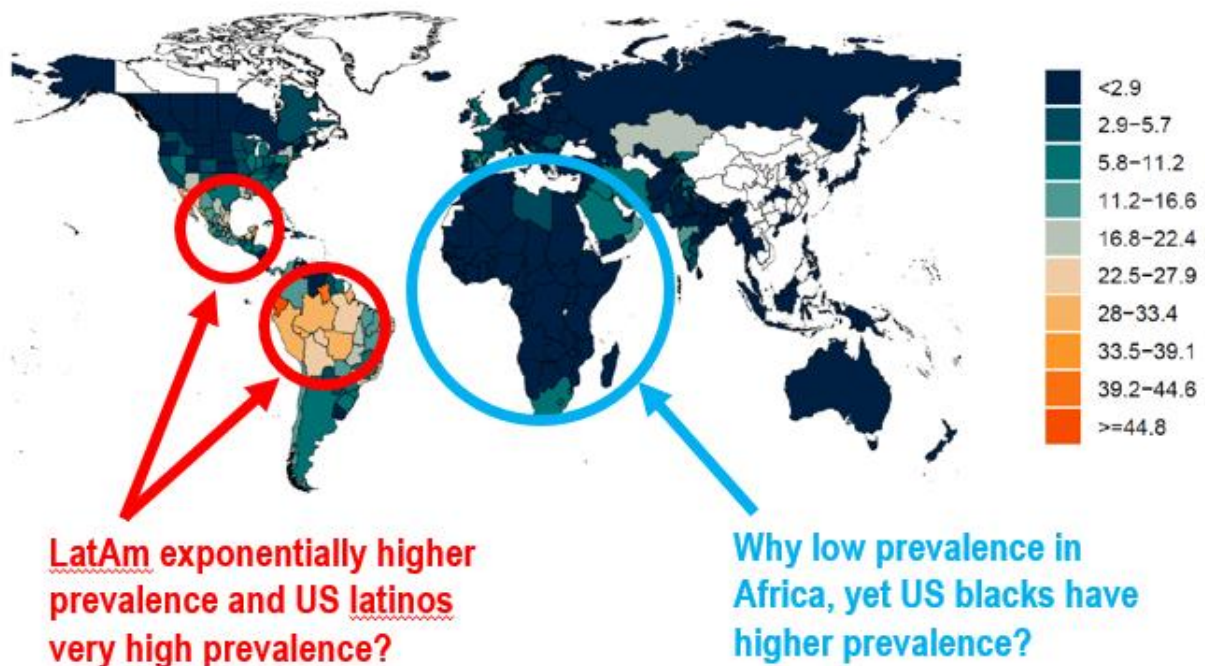 <2.9
2.9−5.7
5.8−11.2
11.2−16.6
16.8−22.4
22.5−27.9
28−33.4
33.5−39.1
39.2−44.6
>=44.8
LatAm exponentially higher
prevalence and US latinos
very high prevalence?
Why low prevalence in
Africa, yet US blacks have
higher prevalence?